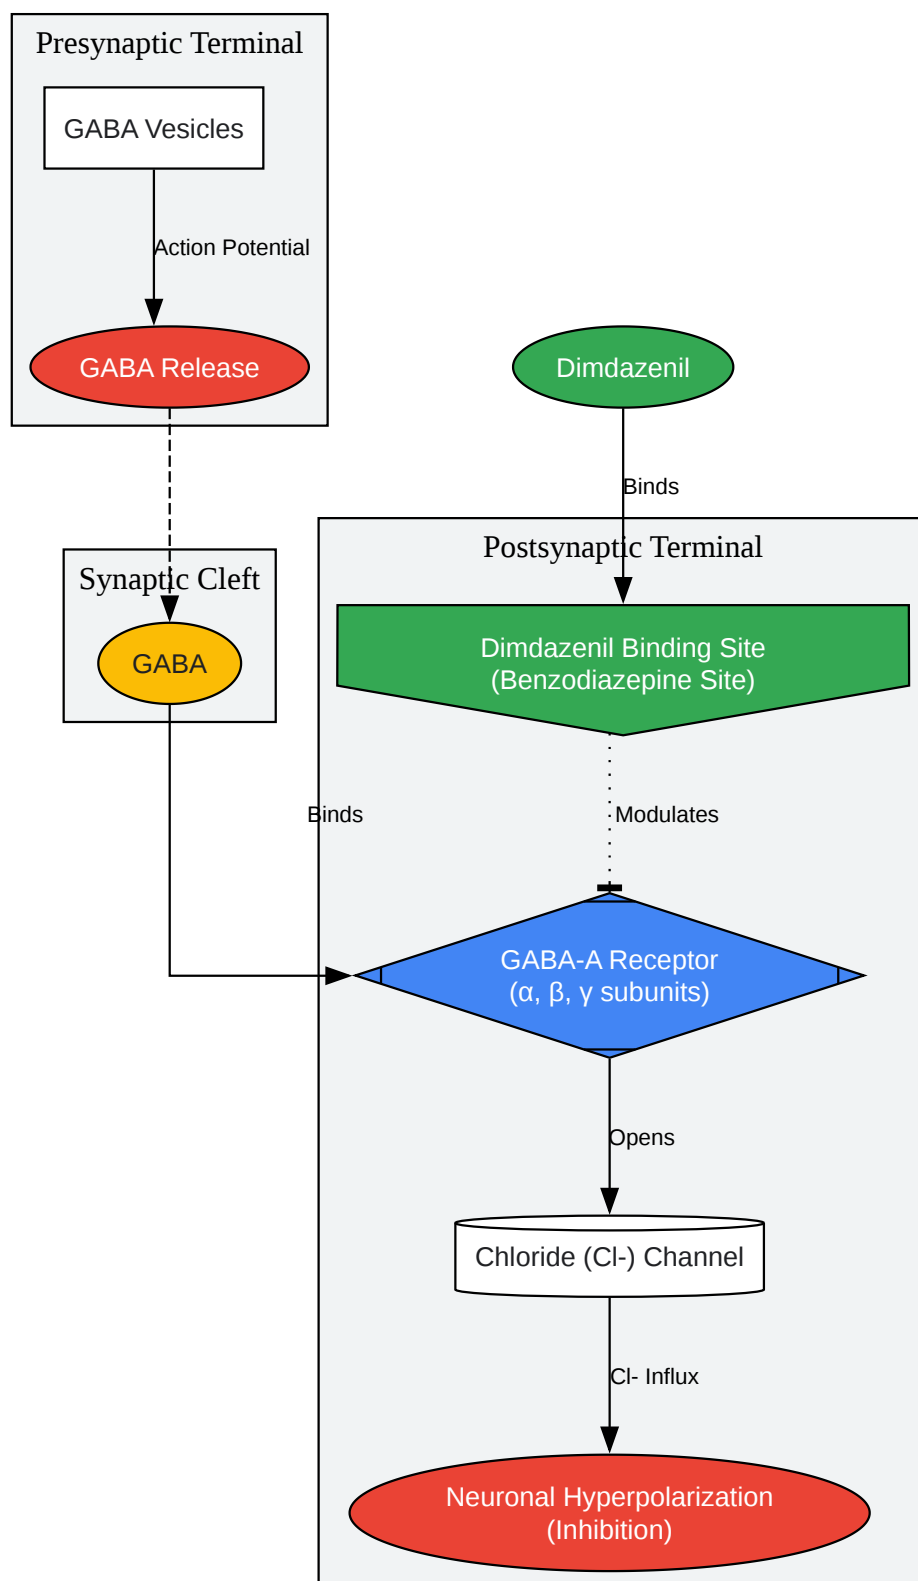 Presynaptic Terminal
GABA Vesicles
Action Potential
GABA Release
Dimdazenil
Binds
Synaptic Cleft
GABA
Postsynaptic Terminal
Dimdazenil Binding Site
(Benzodiazepine Site)
Binds
Modulates
GABA-A Receptor
(α, β, γ subunits)
Opens
Chloride (Cl-) Channel
Cl- Influx
Neuronal Hyperpolarization
(Inhibition)